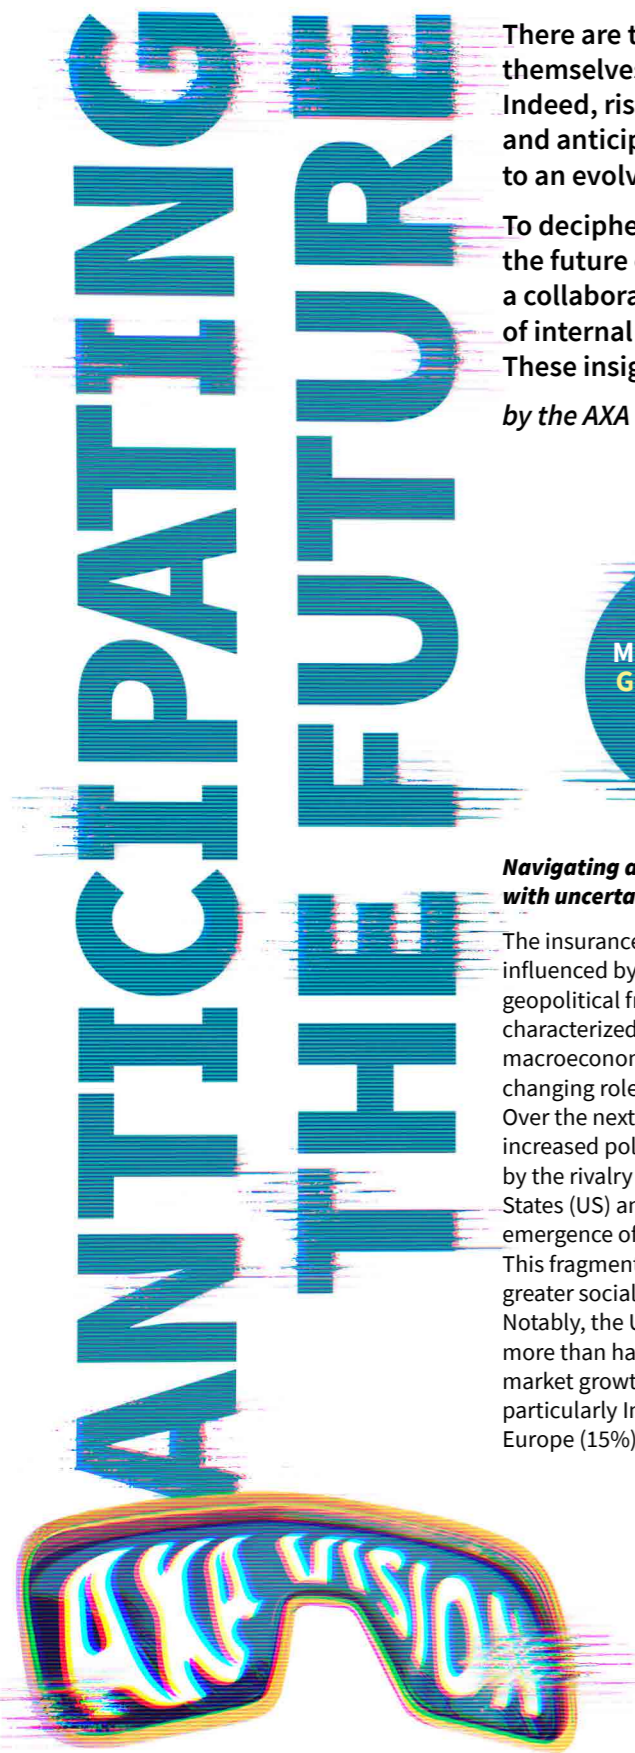 ANTICIPATING
THE FUTURE
There are t
themselves
Indeed, ris
and anticip
to an evolv
To deciphe
the future
a collabora
of internal
These insig
by the AXA
M
G
Navigating a
with uncerta
The insurance
influenced by
geopolitical fr
characterized
macroeconor
changing role
Over the next
increased pol
by the rivalry
States (US) ar
emergence of
This fragment
greater social
Notably, the U
more than ha
market growt
particularly Ir
Europe (15%)
AXA VISION